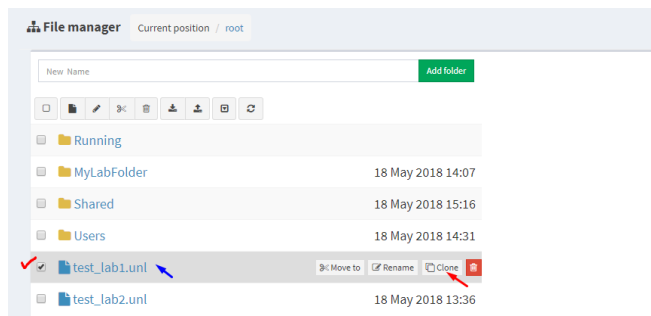 File manager Current position / root
New Name Add folder
Running
MyLabFolder 18 May 2018 14:07
Shared 18 May 2018 15:16
Users 18 May 2018 14:31
test_lab1.unl Move to Rename Clone
test_lab2.unl 18 May 2018 13:36